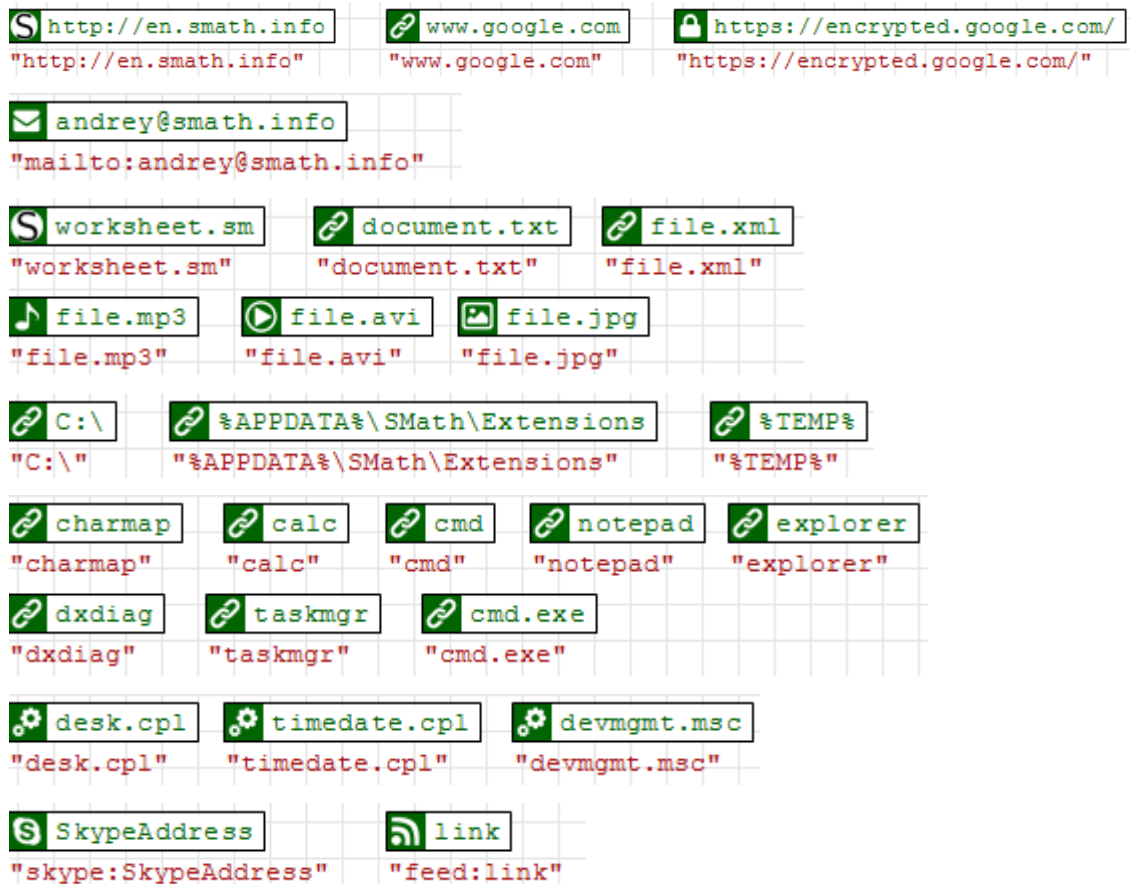 http://en.smath.info www.google.com https://encrypted.google.com/
"http://en.smath.info" "www.google.com" "https://encrypted.google.com/"
andrey@smath.info
"mailto:andrey@smath.info"
worksheet.sm document.txt file.xml
"worksheet.sm" "document.txt" "file.xml"
file.mp3 file.avi file.jpg
"file.mp3" "file.avi" "file.jpg"
C:\ %APPDATA%\SMath\Extensions %TEMP%
"C:\" "%APPDATA%\SMath\Extensions" "%TEMP%"
charmap calc cmd notepad explorer
"charmap" "calc" "cmd" "notepad" "explorer"
dxdiag taskmgr cmd.exe
"dxdiag" "taskmgr" "cmd.exe"
desk.cpl timedate.cpl devmgmt.msc
"desk.cpl" "timedate.cpl" "devmgmt.msc"
SkypeAddress link
"skype:SkypeAddress" "feed:link"